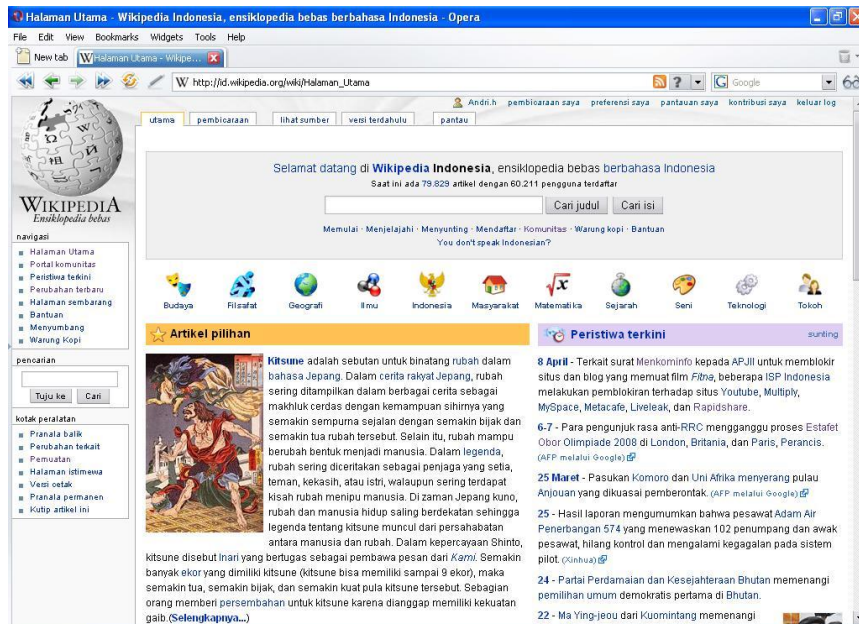 Halaman Utama - Wikipedia Indonesia, ensiklopedia bebas berbahasa Indonesia - Opera
File Edit View Bookmarks Widgets Tools Help
New tab
Halaman Utama - Wikipe...
http://id.wikipedia.org/wiki/Halaman_Utama
Google
Andri.h pembicaraan saya preferensi saya pantauan saya kontribusi saya keluar log
utama pembicaraan lihat sumber versi terdahulu pantau
WIKIPEDIA
Ensiklopedia bebas
navigasi
Halaman Utama
Portal komunitas
Peristiwa terkini
Perubahan terbaru
Halaman sembarang
Bantuan
Menyumbang
Warung Kopi
pencarian
Tuju ke Cari
kotak peralatan
Pranala balik
Perubahan terkait
Pemuatan
Halaman istimewa
Versi cetak
Pranala permanen
Kutip artikel ini
Selamat datang di Wikipedia Indonesia, ensiklopedia bebas berbahasa Indonesia
Saat ini ada 79.829 artikel dengan 60.211 pengguna terdaftar
Cari judul Cari isi
Memulai · Menjelajahi · Menyunting · Mendaftar · Komunitas · Warung kopi · Bantuan
You don't speak Indonesian?
Budaya Filsafat Geografi Ilmu Indonesia Masyarakat Matematika Sejarah Seni Teknologi Tokoh
Artikel pilihan
Kitsune adalah sebutan untuk binatang rubah dalam
bahasa Jepang. Dalam cerita rakyat Jepang, rubah
sering ditampilkan dalam berbagai cerita sebagai
makhluk cerdas dengan kemampuan sihirnya yang
semakin sempurna sejalan dengan semakin bijak dan
semakin tua rubah tersebut. Selain itu, rubah mampu
berubah bentuk menjadi manusia. Dalam legenda,
rubah sering diceritakan sebagai penjaga yang setia,
teman, kekasih, atau istri, walaupun sering terdapat
kisah rubah menipu manusia. Di zaman Jepang kuno,
rubah dan manusia hidup saling berdekatan sehingga
legenda tentang kitsune muncul dari persahabatan
antara manusia dan rubah. Dalam kepercayaan Shinto,
kitsune disebut Inari yang bertugas sebagai pembawa pesan dari Kami. Semakin
banyak ekor yang dimiliki kitsune (kitsune bisa memiliki sampai 9 ekor), maka
semakin tua, semakin bijak, dan semakin kuat pula kitsune tersebut. Sebagian
orang memberi persembahan untuk kitsune karena dianggap memiliki kekuatan
gaib.(Selengkapnya...)
Peristiwa terkini sunting
8 April - Terkait surat Menkominfo kepada APJII untuk memblokir
situs dan blog yang memuat film Fitna, beberapa ISP Indonesia
melakukan pemblokiran terhadap situs Youtube, Multiply,
MySpace, Metacafe, Liveleak, dan Rapidshare.
6-7 - Para pengunjuk rasa anti-RRC mengganggu proses Estafet
Obor Olimpiade 2008 di London, Britania, dan Paris, Perancis.
(AFP melalui Google)
25 Maret - Pasukan Komoro dan Uni Afrika menyerang pulau
Anjouan yang dikuasai pemberontak. (AFP melalui Google)
25 - Hasil laporan mengumumkan bahwa pesawat Adam Air
Penerbangan 574 yang menewaskan 102 penumpang dan awak
pesawat, hilang kontrol dan mengalami kegagalan pada sistem
pilot. (Xinhua)
24 - Partai Perdamaian dan Kesejahteraan Bhutan memenangi
pemilihan umum demokratis pertama di Bhutan.
22 - Ma Ying-jeou dari Kuomintang memenangi